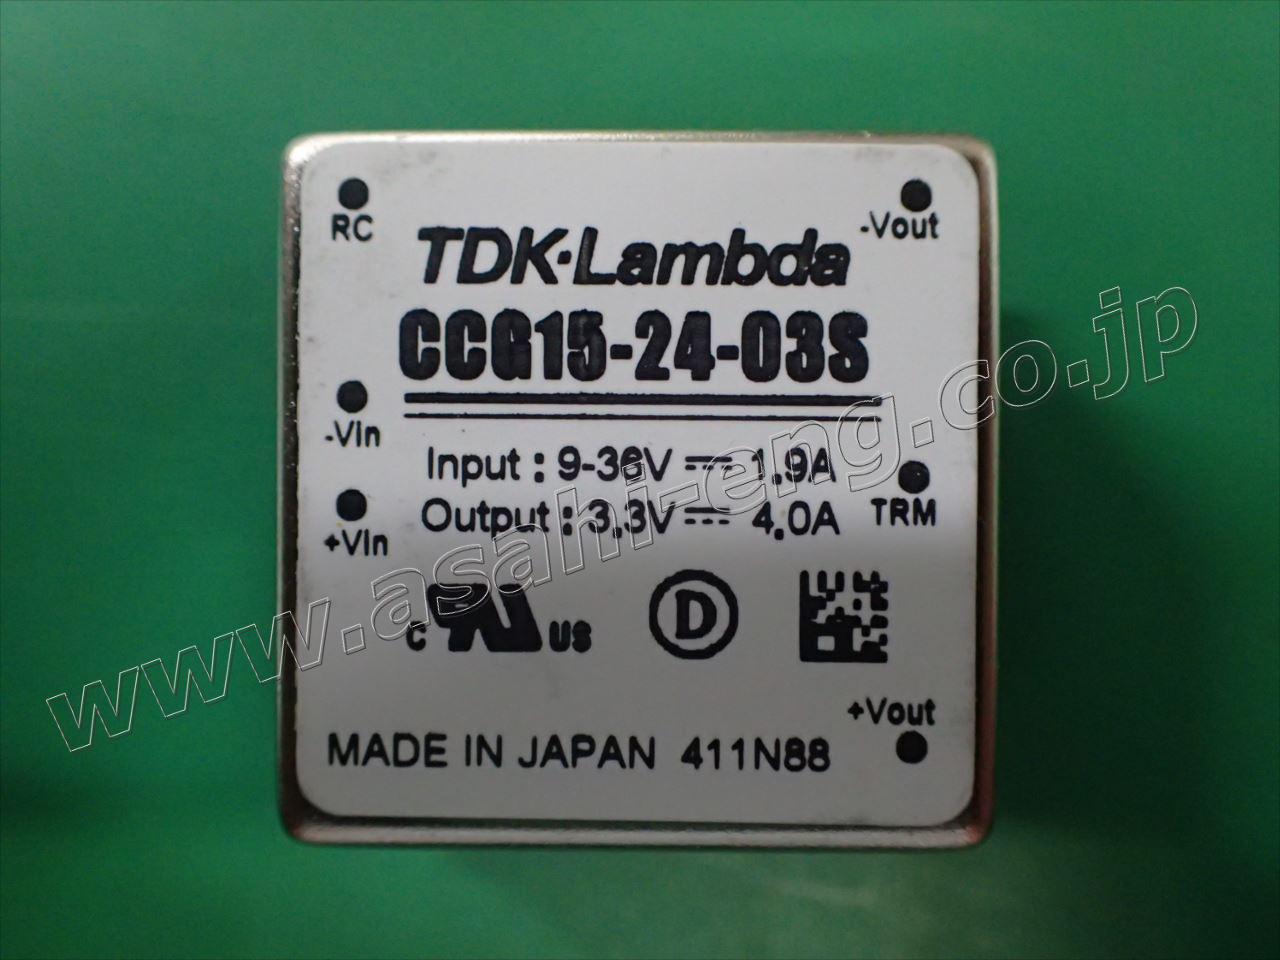 RC
-Vout
TDK·Lambda
CCG15-24-03S
-Vin
Input : 9-36V 1.9A
Output : 3.3V 4.0A
TRM
+Vin
C UR US
D
+Vout
MADE IN JAPAN 411N88
www.asahi-eng.co.jp